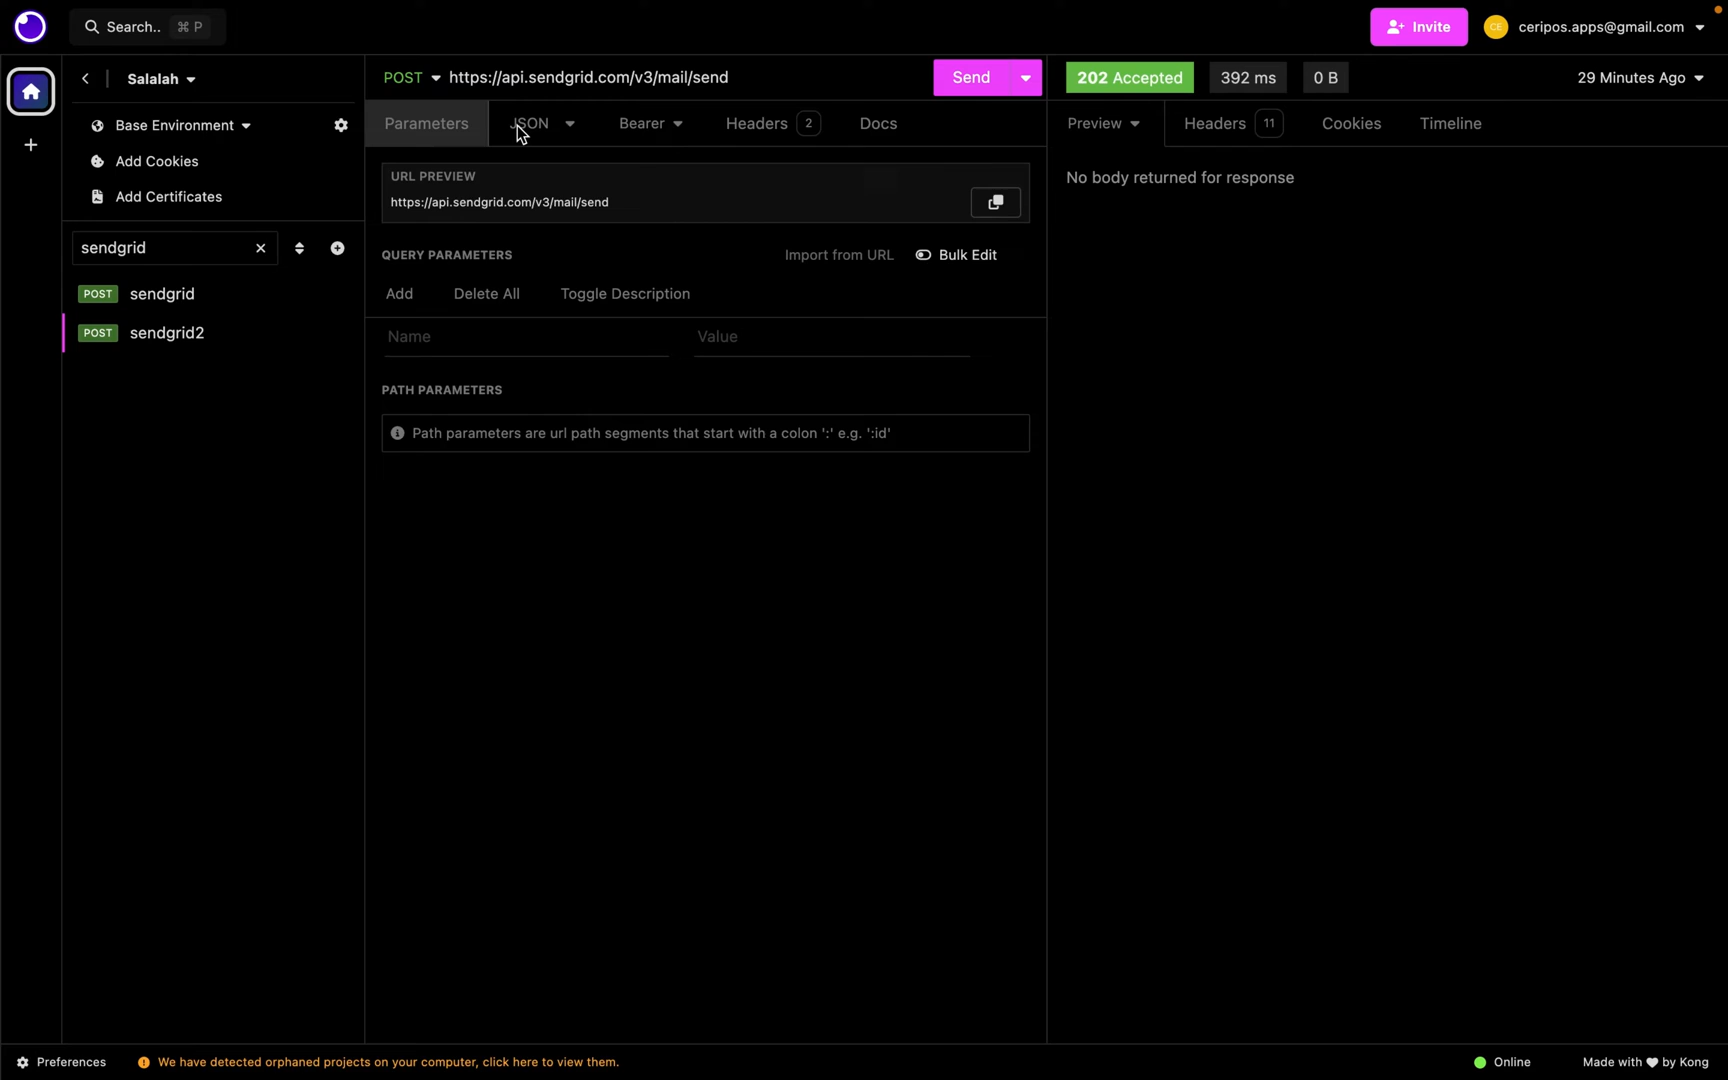 Search.. ⌘ P
Invite
CE ceripos.apps@gmail.com
Salalah
POST https://api.sendgrid.com/v3/mail/send
Send
202 Accepted 392 ms 0 B 29 Minutes Ago
Base Environment
Add Cookies
Add Certificates
sendgrid
POST sendgrid
POST sendgrid2
Parameters JSON Bearer Headers 2 Docs
URL PREVIEW
https://api.sendgrid.com/v3/mail/send
QUERY PARAMETERS Import from URL Bulk Edit
Add Delete All Toggle Description
Name Value
PATH PARAMETERS
Path parameters are url path segments that start with a colon ':' e.g. ':id'
Preview Headers 11 Cookies Timeline
No body returned for response
Preferences We have detected orphaned projects on your computer, click here to view them. Online Made with ♥ by Kong